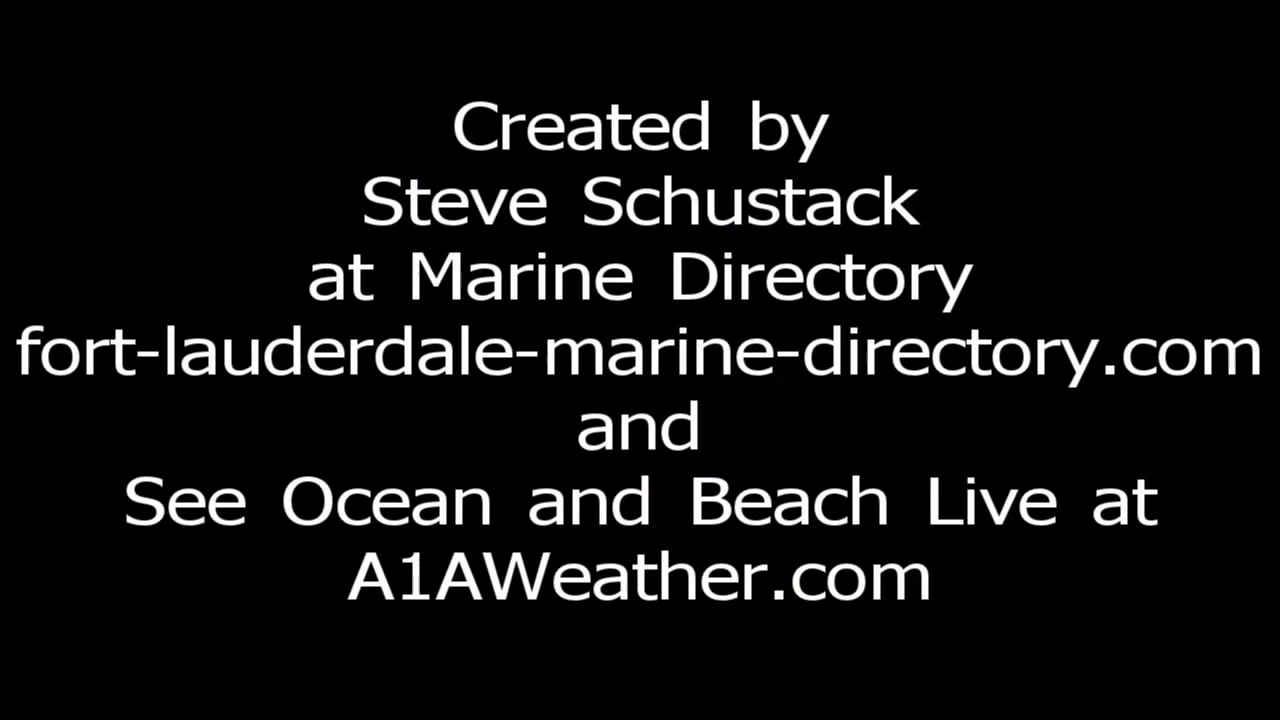 Created by
Steve Schustack
at Marine Directory
fort-lauderdale-marine-directory.com
and
See Ocean and Beach Live at
A1AWeather.com